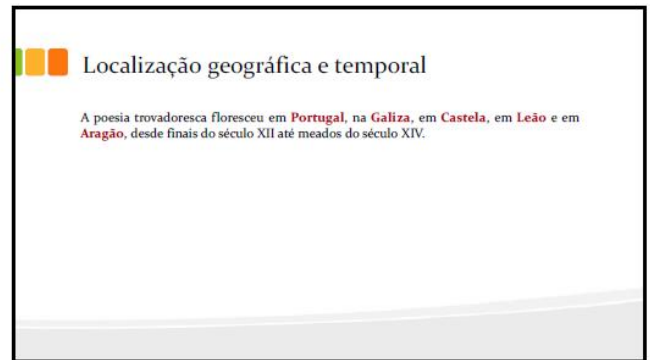 Localização geográfica e temporal
A poesia trovadoresca floresceu em Portugal, na Galiza, em Castela, em Leão e em
Aragão, desde finais do século XII até meados do século XIV.